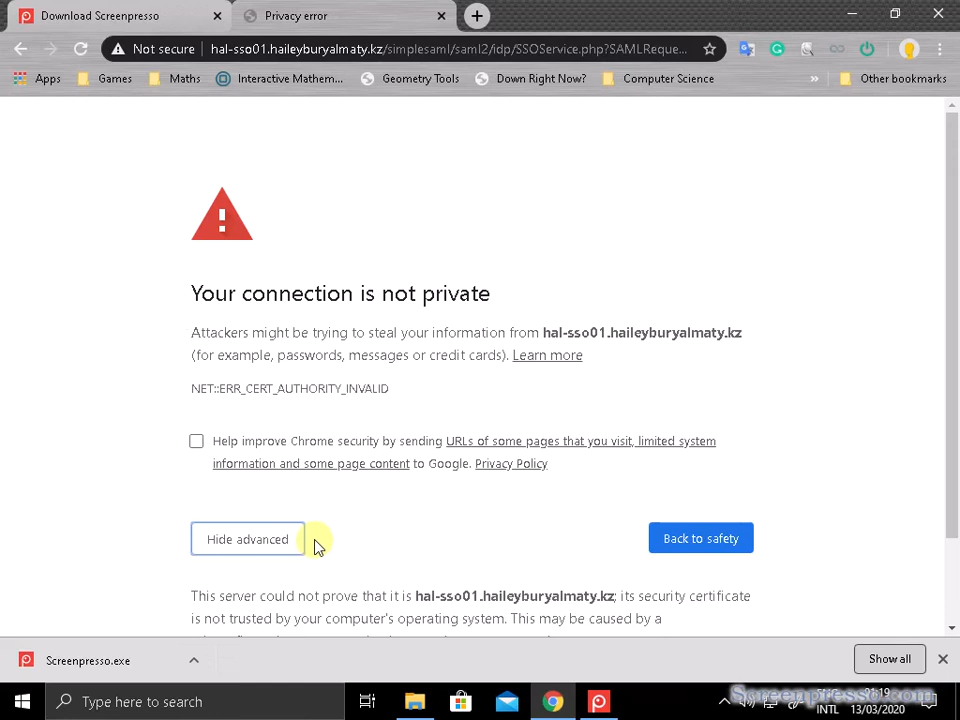 Download Screenpresso
Privacy error
Not secure
hal-sso01.haileyburyalmaty.kz/simplesaml/saml2/idp/SSOService.php?SAMLReque...
Apps
Games
Maths
Interactive Mathem...
Geometry Tools
Down Right Now?
Computer Science
»
Other bookmarks
Your connection is not private
Attackers might be trying to steal your information from hal-sso01.haileyburyalmaty.kz
(for example, passwords, messages or credit cards). Learn more
NET::ERR_CERT_AUTHORITY_INVALID
Help improve Chrome security by sending URLs of some pages that you visit, limited system
information and some page content to Google. Privacy Policy
Hide advanced
Back to safety
This server could not prove that it is hal-sso01.haileyburyalmaty.kz; its security certificate
is not trusted by your computer's operating system. This may be caused by a
Screenpresso.exe
Show all
Type here to search
Screenpresso.com
INTL
13/03/2020